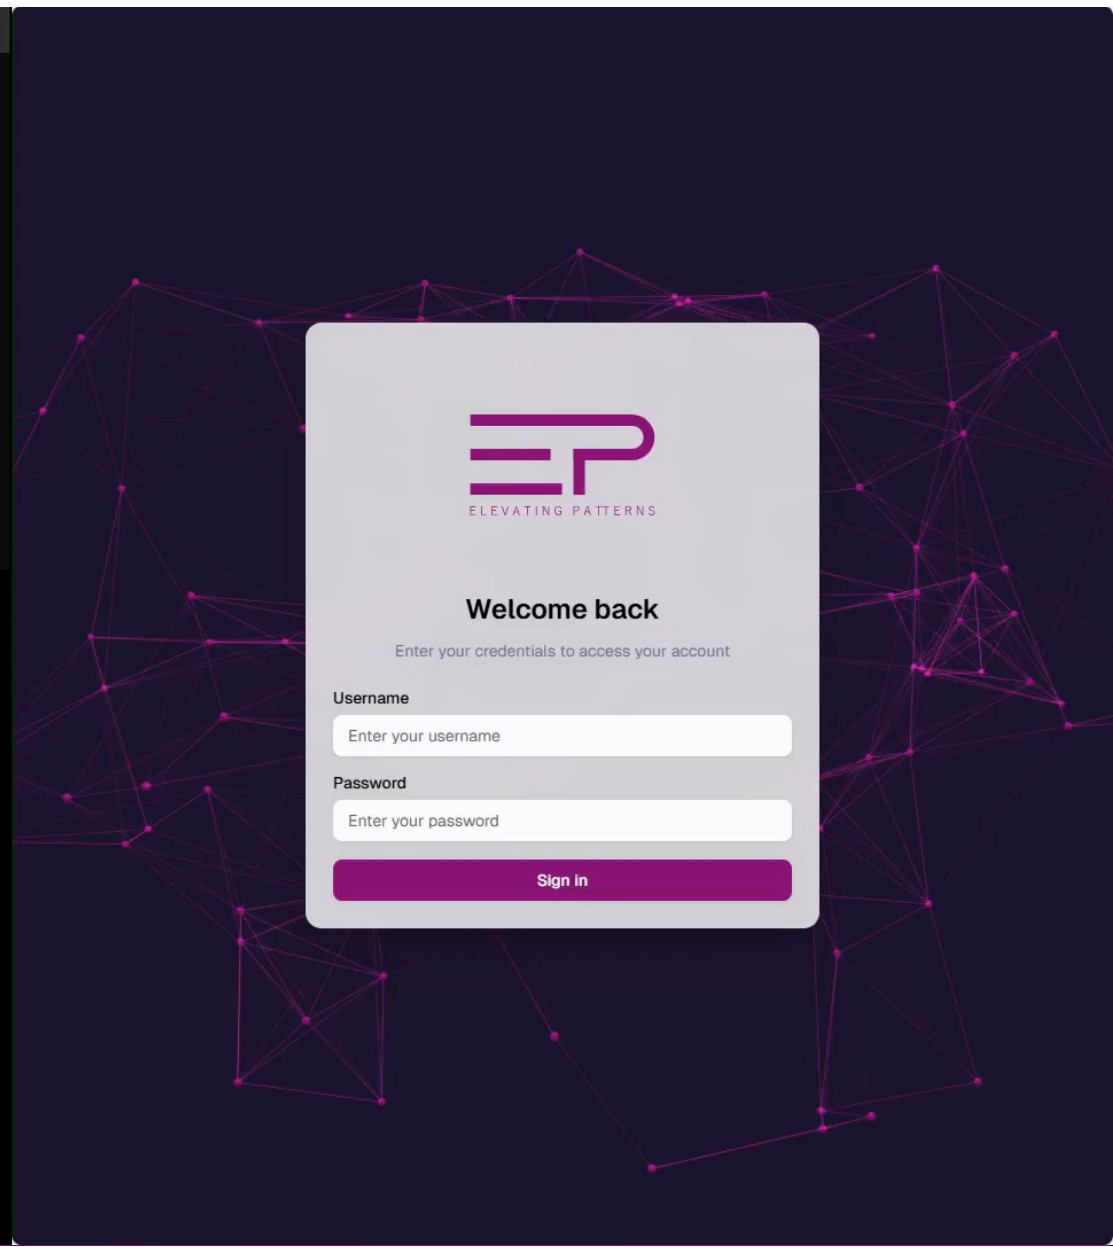 EP
ELEVATING PATTERNS
Welcome back
Enter your credentials to access your account
Username
Enter your username
Password
Enter your password
Sign in